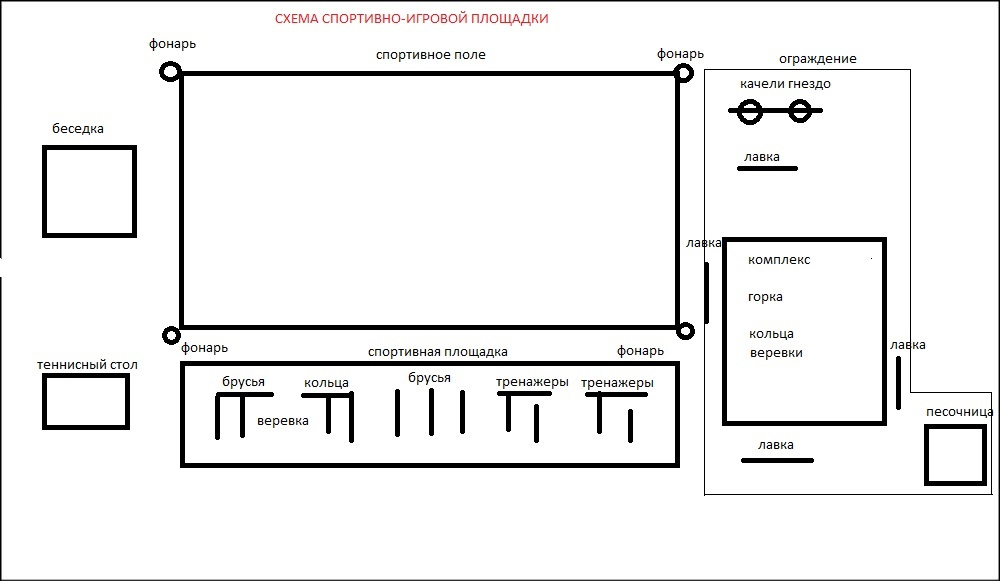 СХЕМА СПОРТИВНО-ИГРОВОЙ ПЛОЩАДКИ
фонарь
спортивное поле
фонарь
ограждение
качели гнездо
беседка
лавка
лавка
комплекс
горка
кольца
веревки
фонарь
спортивная площадка
фонарь
лавка
теннисный стол
брусья
кольца
брусья
тренажеры
тренажеры
веревка
песочница
лавка